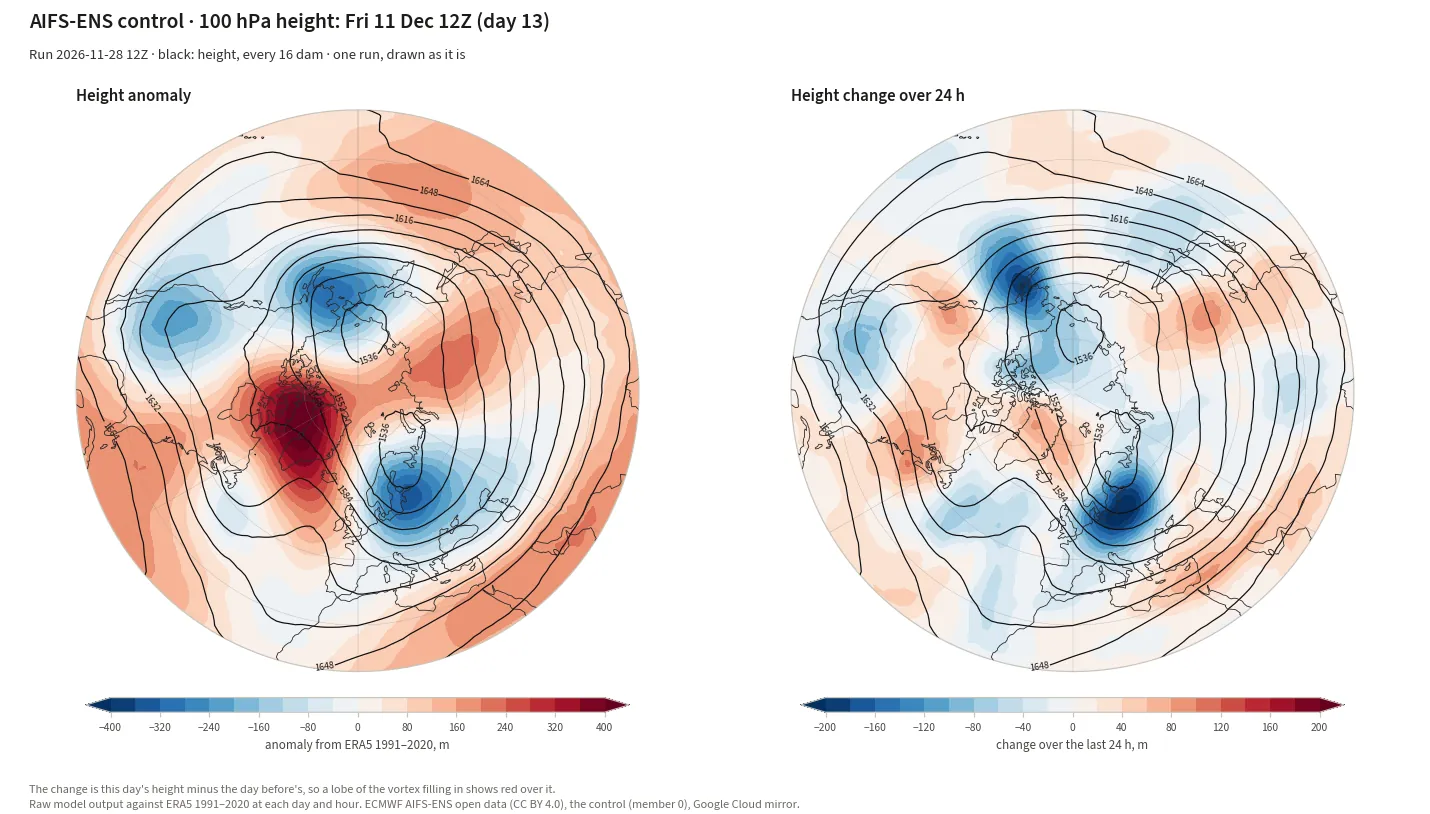 AIFS-ENS control · 100 hPa height: Fri 11 Dec 12Z (day 13)
Run 2026-11-28 12Z · black: height, every 16 dam · one run, drawn as it is
Height anomaly
Height change over 24 h
1664
1648
1616
1536
1632
1536
1584
1648
1664
1648
1616
1536
1632
1536
1584
1648
−400 −320 −240 −160 −80 0 80 160 240 320 400
anomaly from ERA5 1991–2020, m
−200 −160 −120 −80 −40 0 40 80 120 160 200
change over the last 24 h, m
The change is this day's height minus the day before's, so a lobe of the vortex filling in shows red over it.
Raw model output against ERA5 1991–2020 at each day and hour. ECMWF AIFS-ENS open data (CC BY 4.0), the control (member 0), Google Cloud mirror.